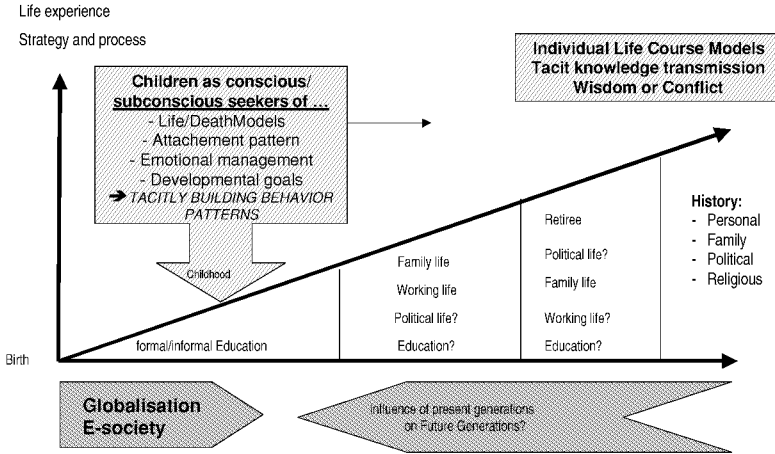 Life experience
Strategy and process
Individual Life Course Models
Tacit knowledge transmission
Wisdom or Conflict
Children as conscious/
subconscious seekers of ...
- Life/DeathModels
- Attachement pattern
- Emotional management
- Developmental goals
➔ TACITLY BUILDING BEHAVIOR
PATTERNS
Childhood
formal/informal Education
Family life
Working life
Political life?
Education?
Retiree
Political life?
Family life
Working life?
Education?
History:
- Personal
- Family
- Political
- Religious
Birth
Globalisation
E-society
Influence of present generations
on Future Generations?